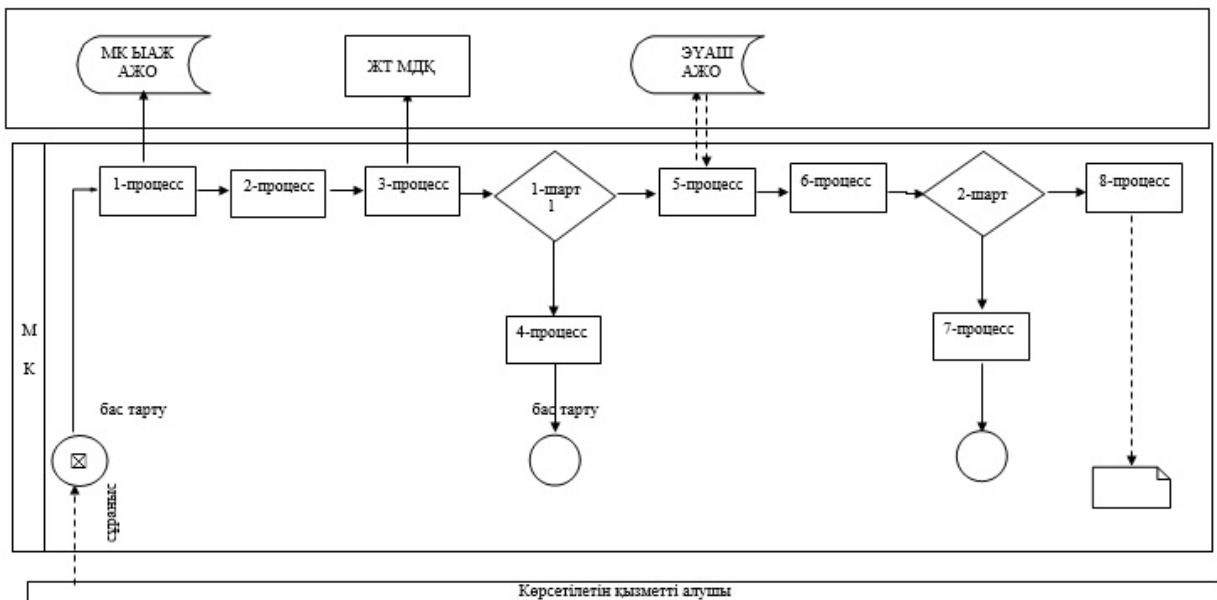 МК ЫАЖ
АЖО
ЖТ МДҚ
ЭҮАШ
АЖО
1-процесс
2-процесс
3-процесс
1-шарт
1
5-процесс
6-процесс
2-шарт
8-процесс
4-процесс
7-процесс
М
К
бас тарту
бас тарту
сұраныс
Көрсетілетін қызметті алушы